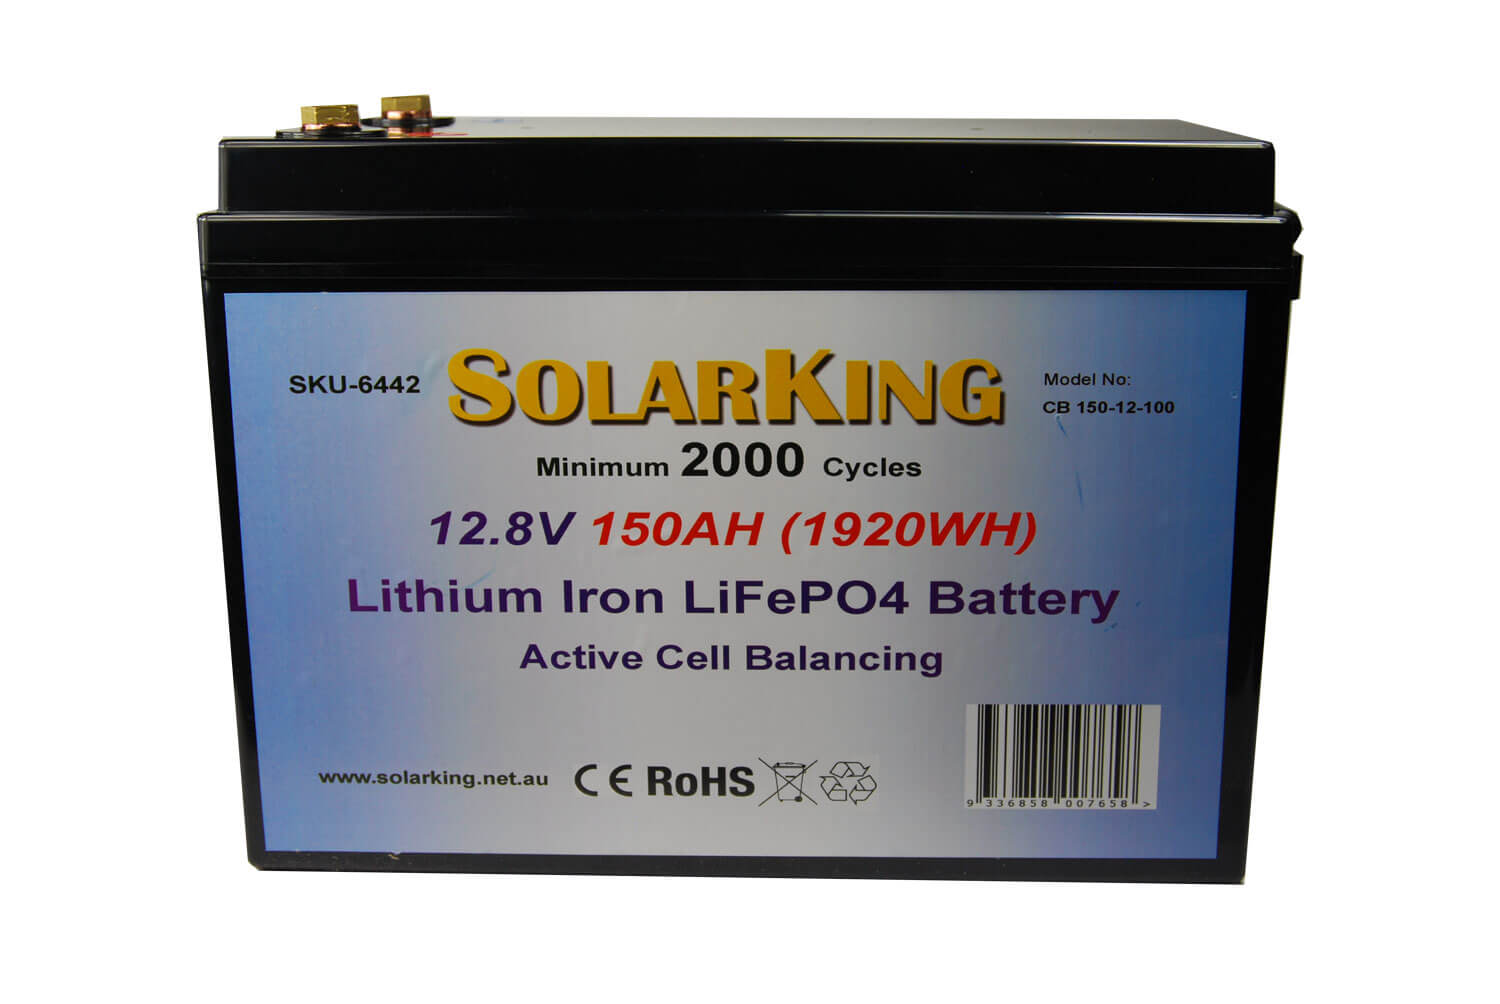 SKU-6442
SOLARKING
Model No:
CB 150-12-100
Minimum 2000 Cycles
12.8V 150AH (1920WH)
Lithium Iron LiFePO4 Battery
Active Cell Balancing
www.solarking.net.au
CE RoHS
9 336858 007658 >